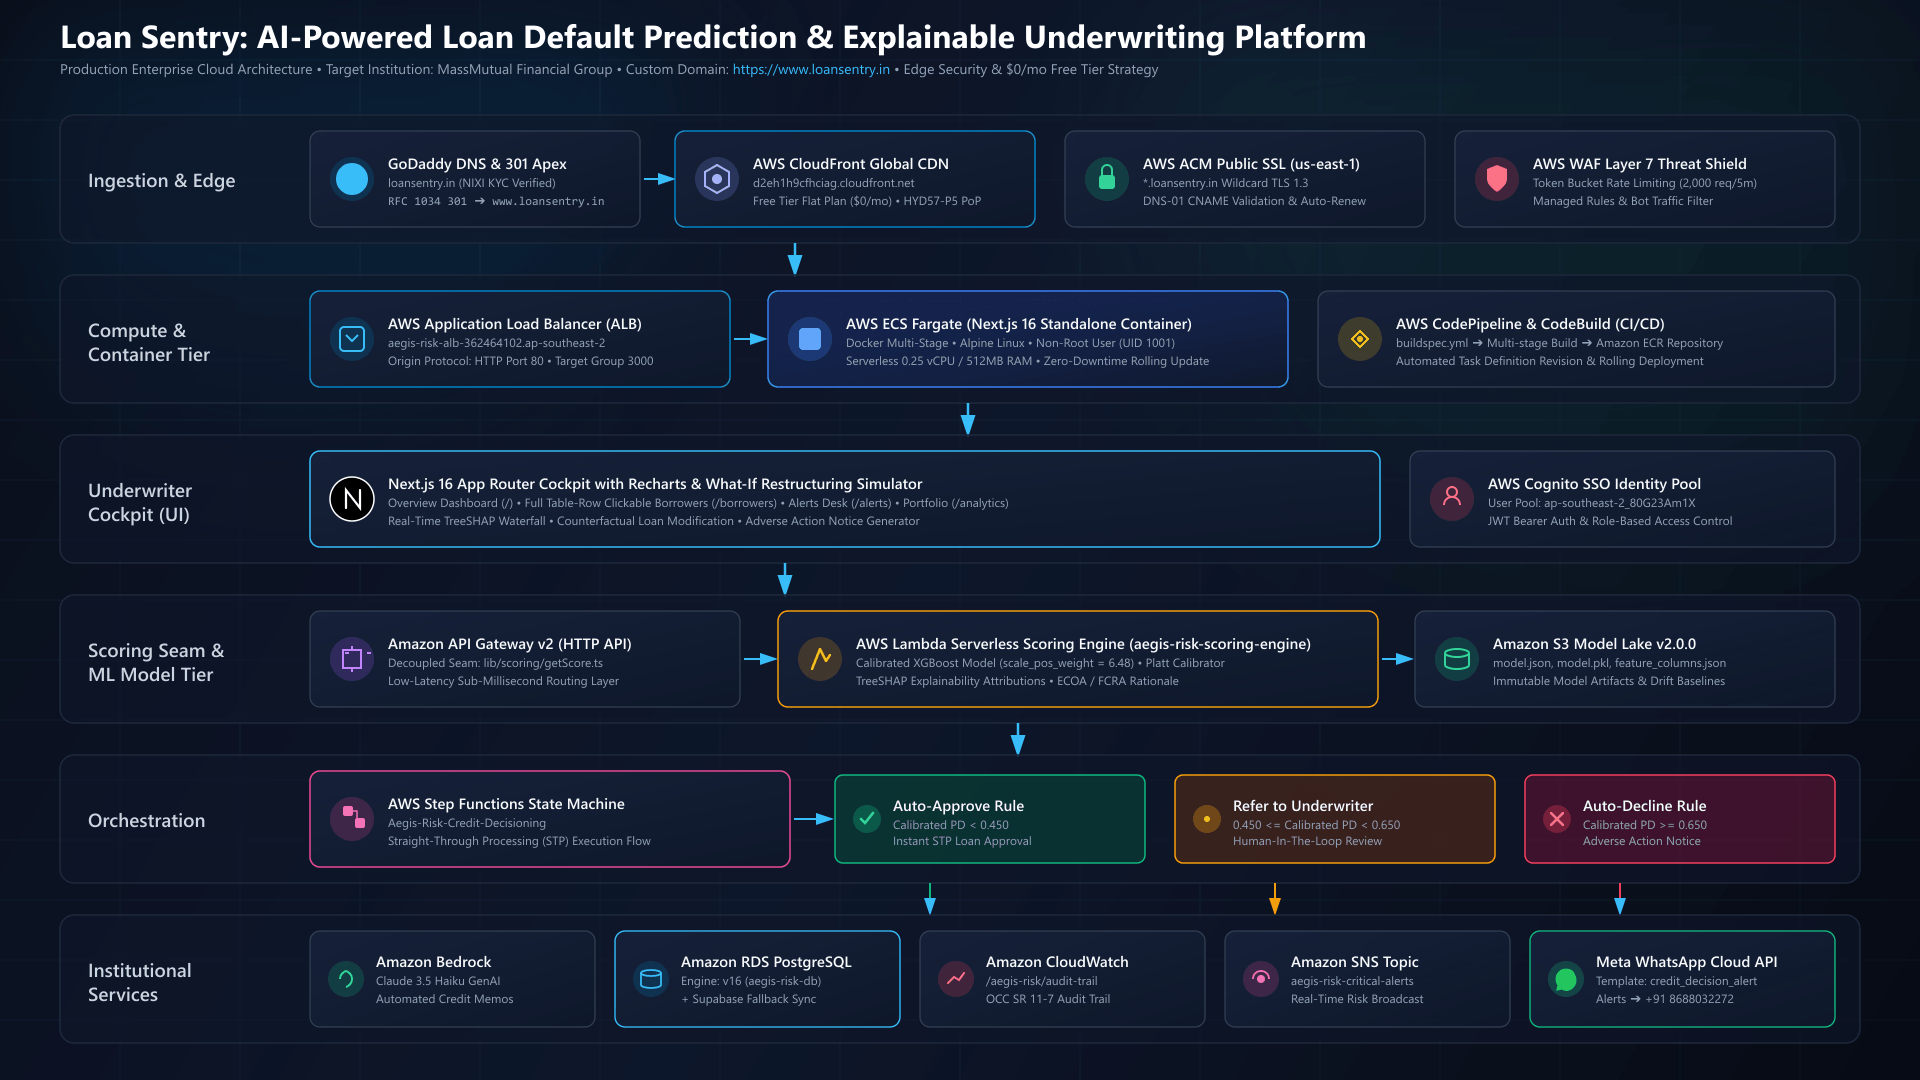 Loan Sentry: AI-Powered Loan Default Prediction & Explainable Underwriting Platform
Production Enterprise Cloud Architecture • Target Institution: MassMutual Financial Group • Custom Domain: https://www.loansentry.in • Edge Security & $0/mo Free Tier Strategy
Ingestion & Edge
GoDaddy DNS & 301 Apex
loansentry.in (NIXI KYC Verified)
RFC 1034 301 ➔ www.loansentry.in
AWS CloudFront Global CDN
d2eh1h9cfhciag.cloudfront.net
Free Tier Flat Plan ($0/mo) • HYD57-P5 PoP
AWS ACM Public SSL (us-east-1)
*.loansentry.in Wildcard TLS 1.3
DNS-01 CNAME Validation & Auto-Renew
AWS WAF Layer 7 Threat Shield
Token Bucket Rate Limiting (2,000 req/5m)
Managed Rules & Bot Traffic Filter
Compute &
Container Tier
AWS Application Load Balancer (ALB)
aegis-risk-alb-362464102.ap-southeast-2
Origin Protocol: HTTP Port 80 • Target Group 3000
AWS ECS Fargate (Next.js 16 Standalone Container)
Docker Multi-Stage • Alpine Linux • Non-Root User (UID 1001)
Serverless 0.25 vCPU / 512MB RAM • Zero-Downtime Rolling Update
AWS CodePipeline & CodeBuild (CI/CD)
buildspec.yml ➔ Multi-stage Build ➔ Amazon ECR Repository
Automated Task Definition Revision & Rolling Deployment
Underwriter
Cockpit (UI)
Next.js 16 App Router Cockpit with Recharts & What-If Restructuring Simulator
Overview Dashboard (/) • Full Table-Row Clickable Borrowers (/borrowers) • Alerts Desk (/alerts) • Portfolio (/analytics)
Real-Time TreeSHAP Waterfall • Counterfactual Loan Modification • Adverse Action Notice Generator
AWS Cognito SSO Identity Pool
User Pool: ap-southeast-2_80G23Am1X
JWT Bearer Auth & Role-Based Access Control
Scoring Seam &
ML Model Tier
Amazon API Gateway v2 (HTTP API)
Decoupled Seam: lib/scoring/getScore.ts
Low-Latency Sub-Millisecond Routing Layer
AWS Lambda Serverless Scoring Engine (aegis-risk-scoring-engine)
Calibrated XGBoost Model (scale_pos_weight = 6.48) • Platt Calibrator
TreeSHAP Explainability Attributions • ECOA / FCRA Rationale
Amazon S3 Model Lake v2.0.0
model.json, model.pkl, feature_columns.json
Immutable Model Artifacts & Drift Baselines
Orchestration
AWS Step Functions State Machine
Aegis-Risk-Credit-Decisioning
Straight-Through Processing (STP) Execution Flow
Auto-Approve Rule
Calibrated PD < 0.450
Instant STP Loan Approval
Refer to Underwriter
0.450 <= Calibrated PD < 0.650
Human-In-The-Loop Review
Auto-Decline Rule
Calibrated PD >= 0.650
Adverse Action Notice
Institutional
Services
Amazon Bedrock
Claude 3.5 Haiku GenAI
Automated Credit Memos
Amazon RDS PostgreSQL
Engine: v16 (aegis-risk-db)
+ Supabase Fallback Sync
Amazon CloudWatch
/aegis-risk/audit-trail
OCC SR 11-7 Audit Trail
Amazon SNS Topic
aegis-risk-critical-alerts
Real-Time Risk Broadcast
Meta WhatsApp Cloud API
Template: credit_decision_alert
Alerts ➔ +91 8688032272